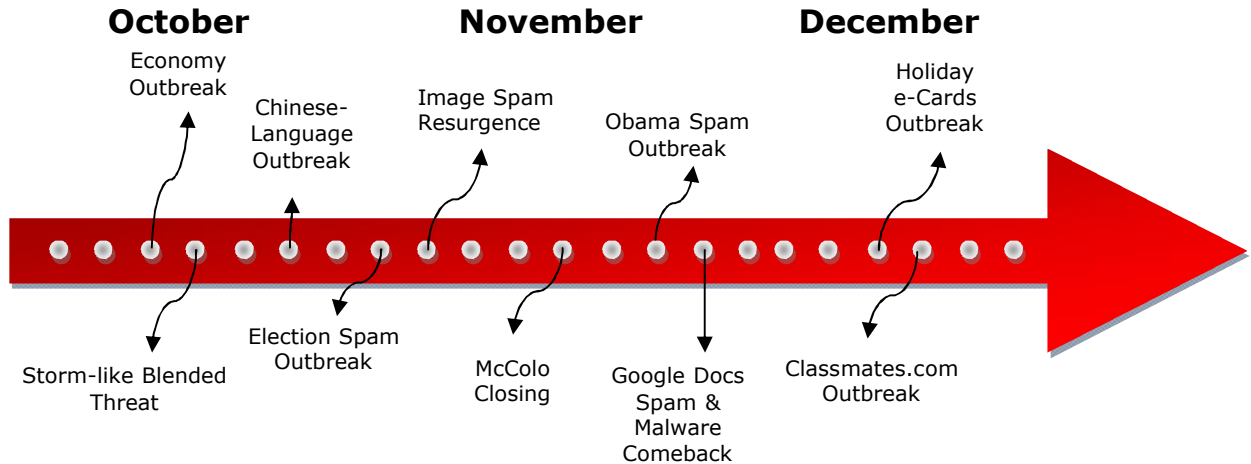 October
November
December
Economy
Outbreak
Chinese-
Language
Outbreak
Image Spam
Resurgence
Obama Spam
Outbreak
Holiday
e-Cards
Outbreak
Storm-like Blended
Threat
Election Spam
Outbreak
McColo
Closing
Google Docs
Spam &
Malware
Comeback
Classmates.com
Outbreak